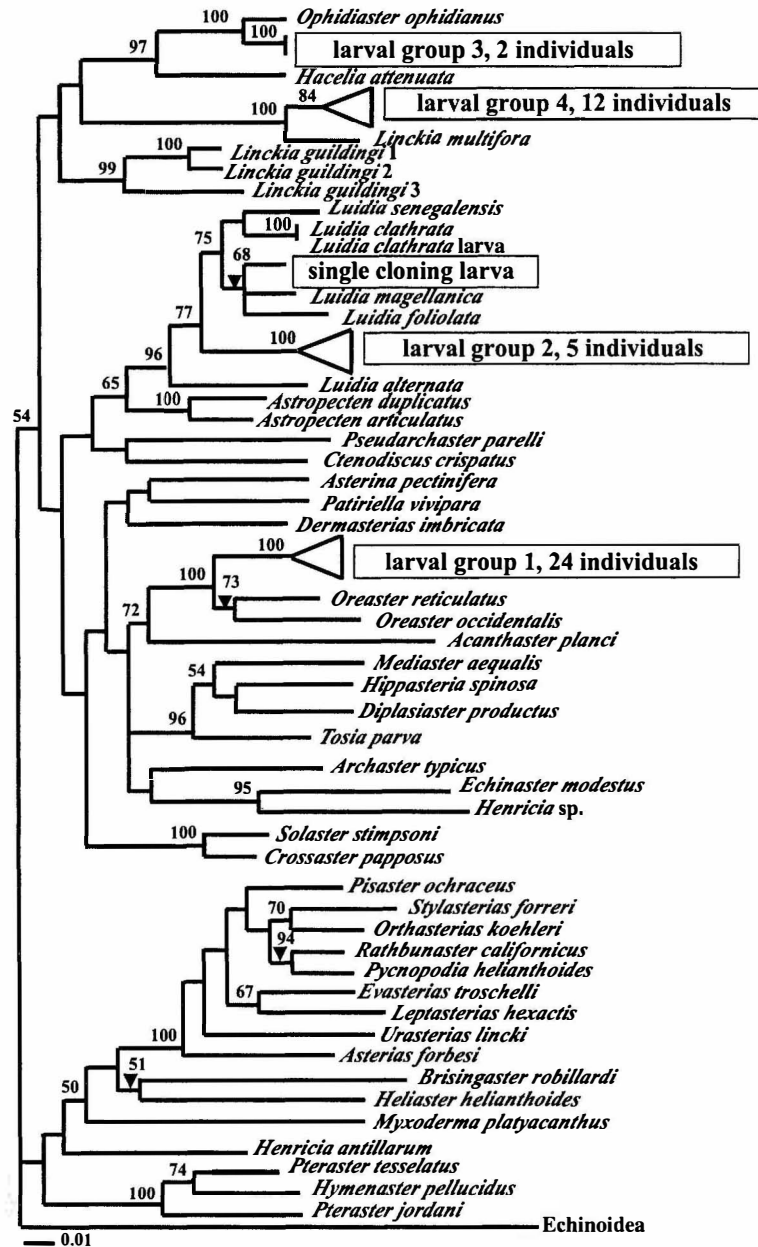 100
Ophidiaster ophidianus
100
larval group 3, 2 individuals
97
Hacelia attenuata
84
larval group 4, 12 individuals
100
Linckia multifora
Linckia guildingi 1
100
Linckia guildingi 2
99
Linckia guildingi 3
Luidia senegalensis
100
Luidia clathrata
75
Luidia clathrata larva
68
single cloning larva
Luidia magellanica
Luidia foliolata
77
100
larval group 2, 5 individuals
96
Luidia alternata
65
Astropecten duplicatus
100
Astropecten articulatus
54
Pseudarchaster parelli
Ctenodiscus crispatus
Asterina pectinifera
Patiriella vivipara
Dermasterias imbricata
100
larval group 1, 24 individuals
100
73
Oreaster reticulatus
72
Oreaster occidentalis
Acanthaster planci
Mediaster aequalis
54
Hippasteria spinosa
Diplasiaster productus
96
Tosia parva
Archaster typicus
95
Echinaster modestus
Henricia sp.
100
Solaster stimpsoni
Crossaster papposus
Pisaster ochraceus
70
Stylasterias forreri
Orthasterias koehleri
94
Rathbunaster californicus
Pycnopodia helianthoides
67
Evasterias troschelli
Leptasterias hexactis
100
Urasterias lincki
Asterias forbesi
51
Brisingaster robillardi
50
Heliaster helianthoides
Myxoderma platyacanthus
Henricia antillarum
74
Pteraster tesselatus
Hymenaster pellucidus
100
Pteraster jordani
Echinoidea
0.01